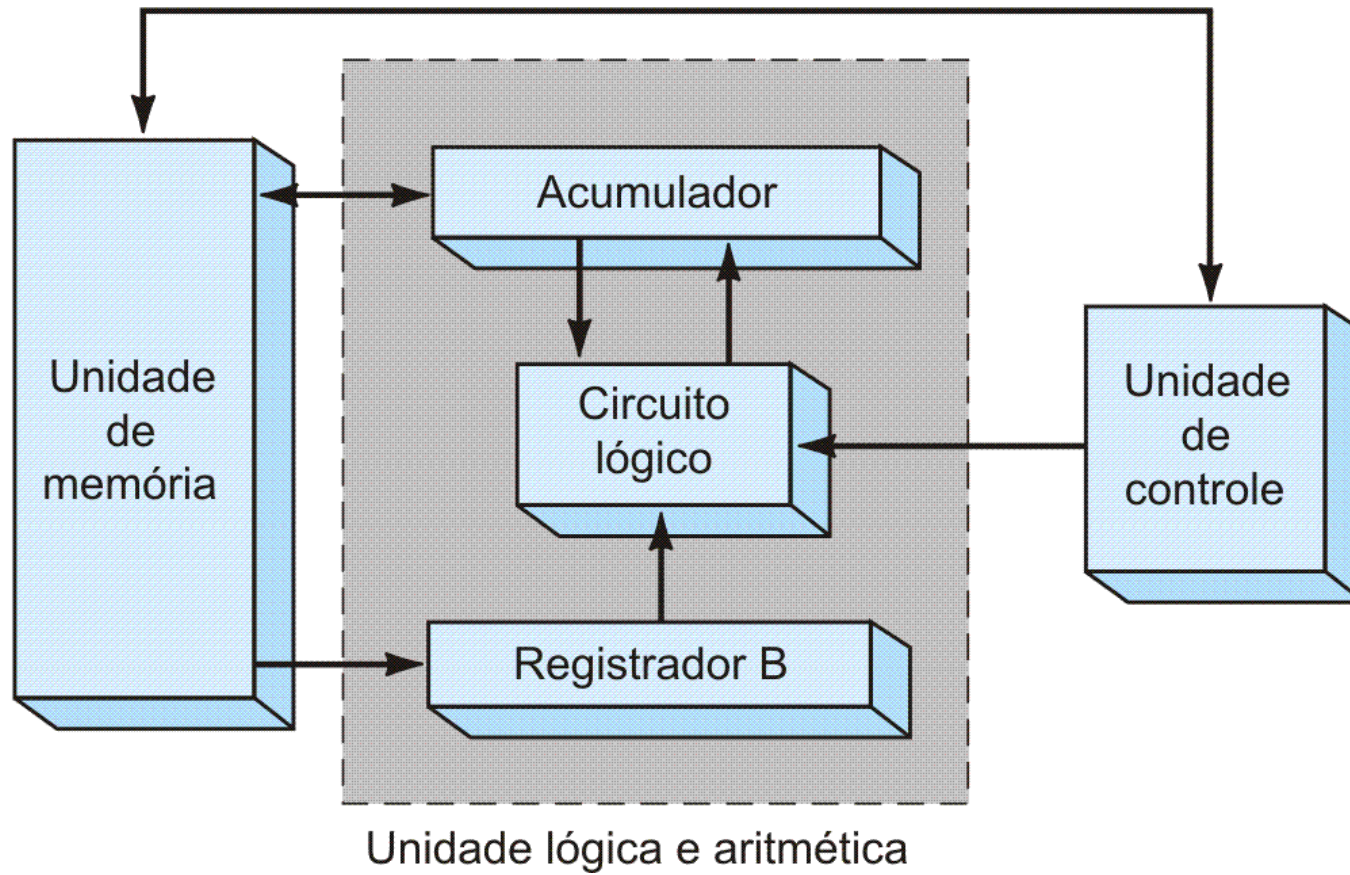 Acumulador
Unidade
de
memória
Circuito
lógico
Unidade
de
controle
Registrador B
Unidade lógica e aritmética